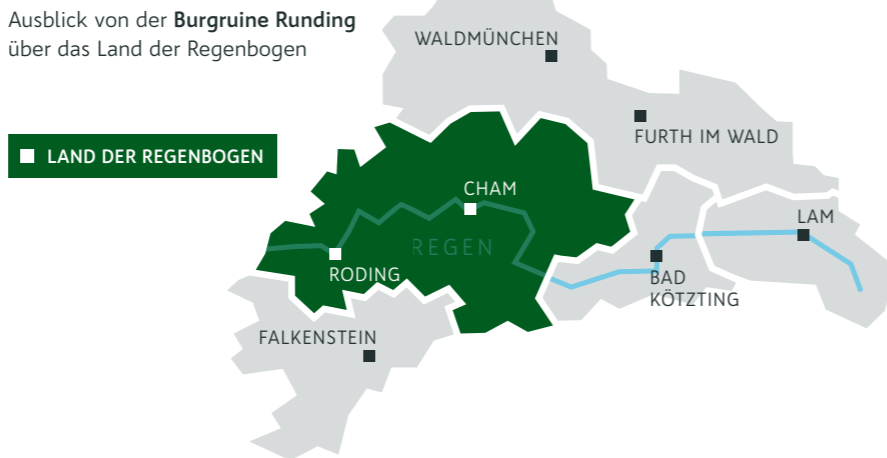 Ausblick von der Burgruine Runding
über das Land der Regenbogen
WALDMÜNCHEN
FURTH IM WALD
LAND DER REGENBOGEN
CHAM
LAM
REGEN
RODING
BAD
KÖTZTING
FALKENSTEIN